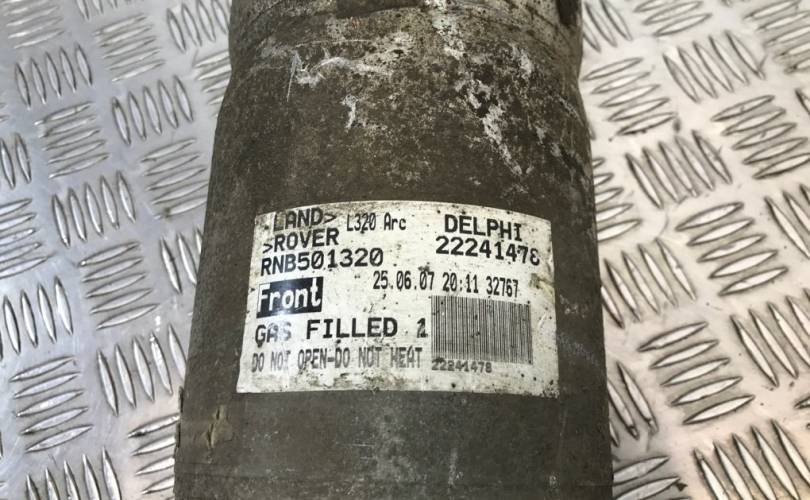 <LAND> L320 Arc DELPHI
>ROVER 22241478
RNB501320
25.06.07 20:11 32767
Front
GAS FILLED 1
DO NOT OPEN-DO NOT HEAT 22241478